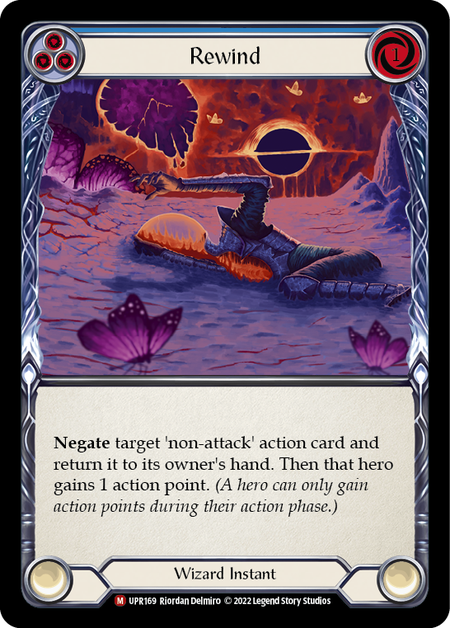 Rewind
1
Negate target 'non-attack' action card and
return it to its owner's hand. Then that hero
gains 1 action point. (A hero can only gain
action points during their action phase.)
Wizard Instant
M UPR169 Riordan Delmiro © 2022 Legend Story Studios